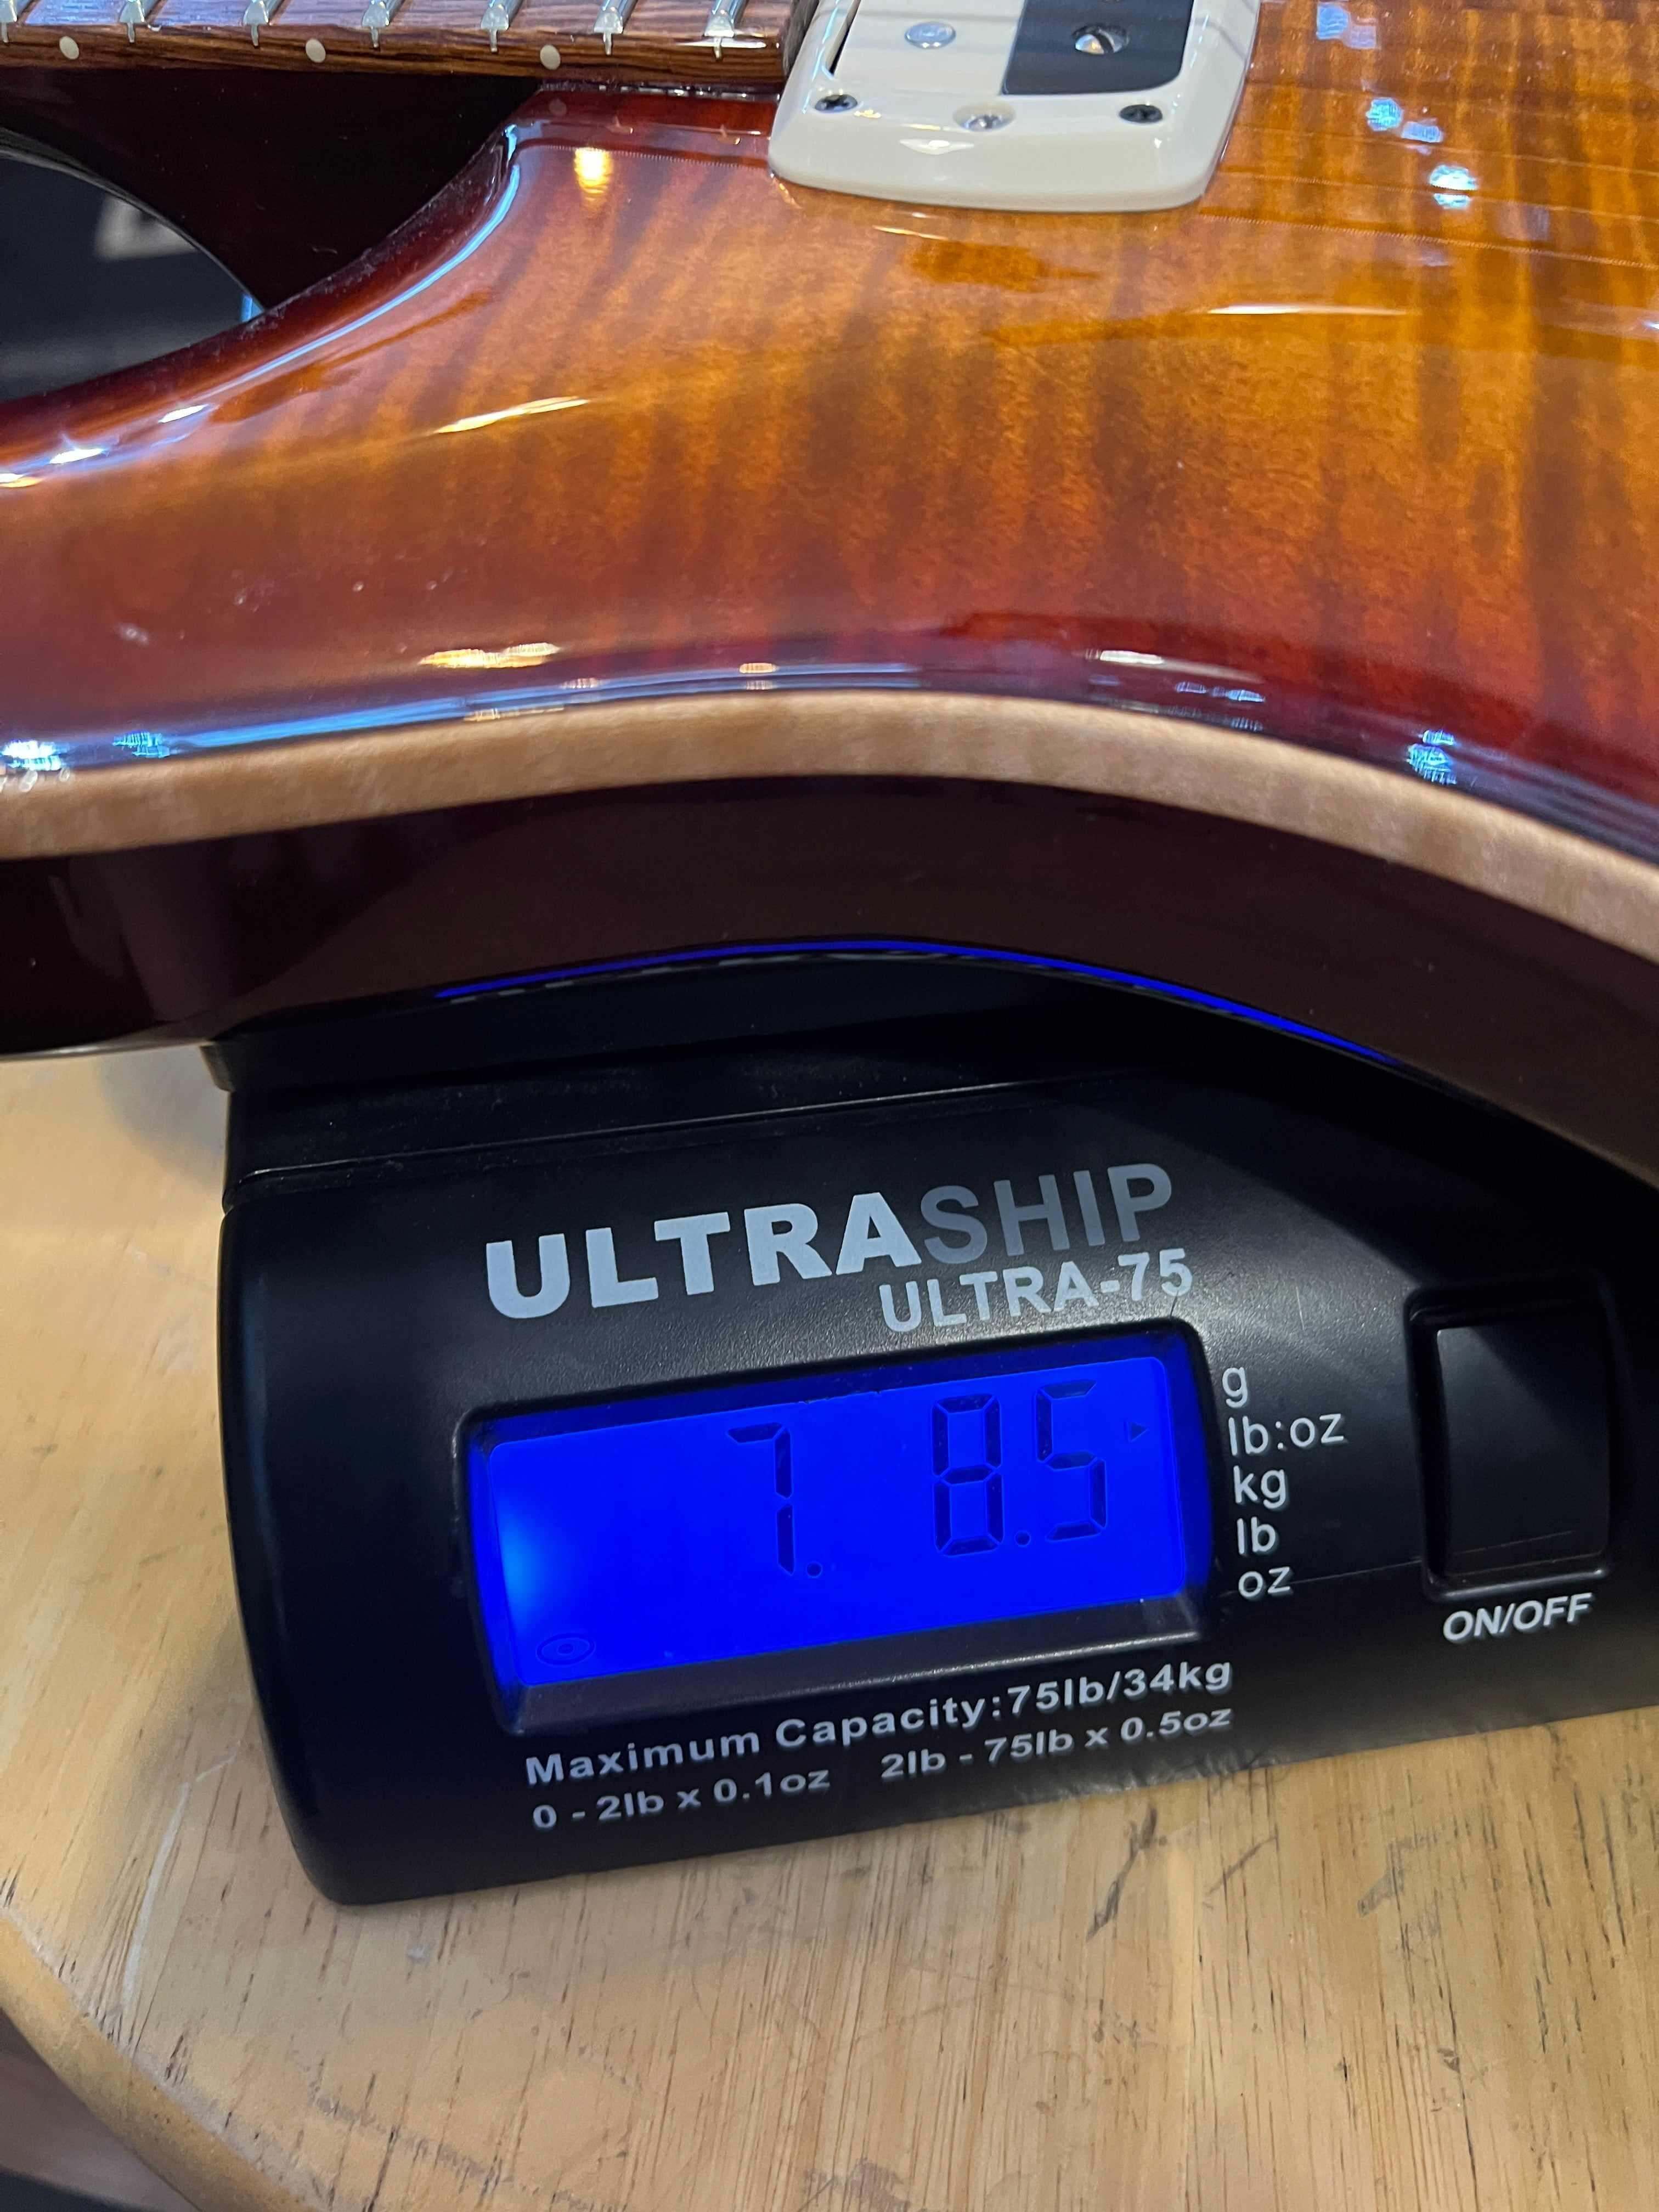 ULTRASHIP
ULTRA-75
7. 8.5
g
lb:oz
kg
lb
oz
ON/OFF
Maximum Capacity:75lb/34kg
0 - 2lb x 0.1oz 2lb - 75lb x 0.5oz